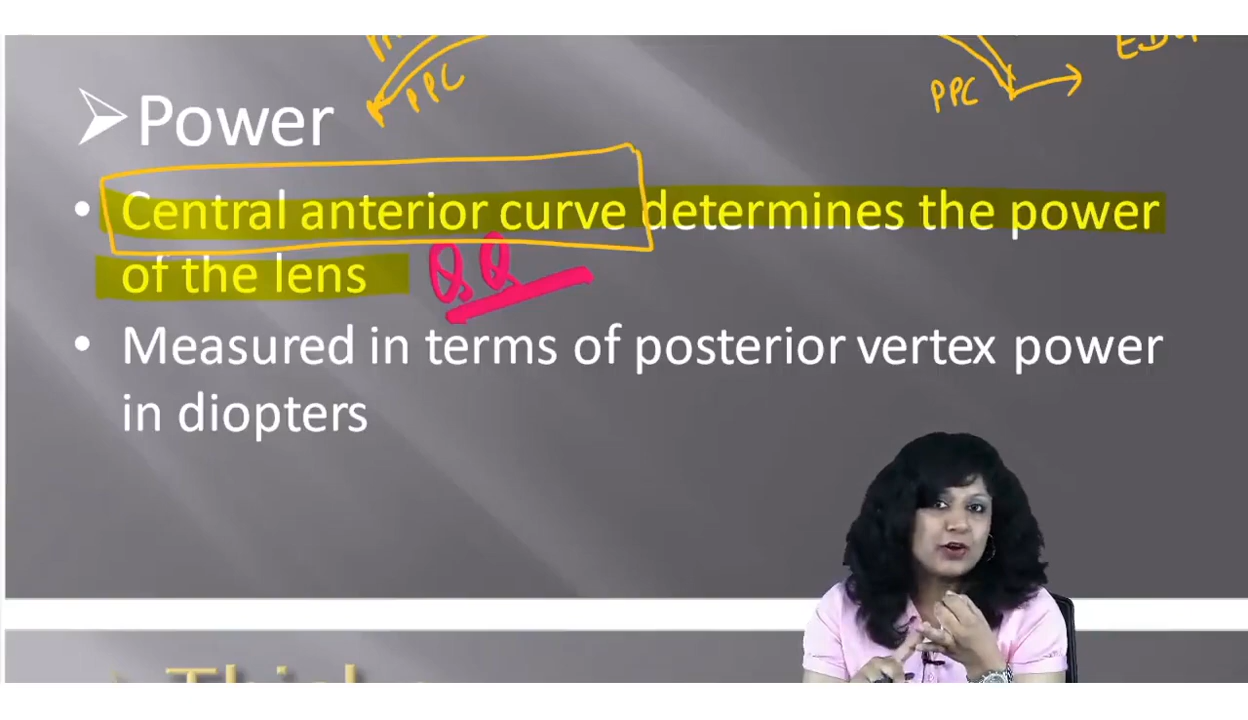 PPC
PPC
Power
• Central anterior curve determines the power
of the lens
• Measured in terms of posterior vertex power
in diopters